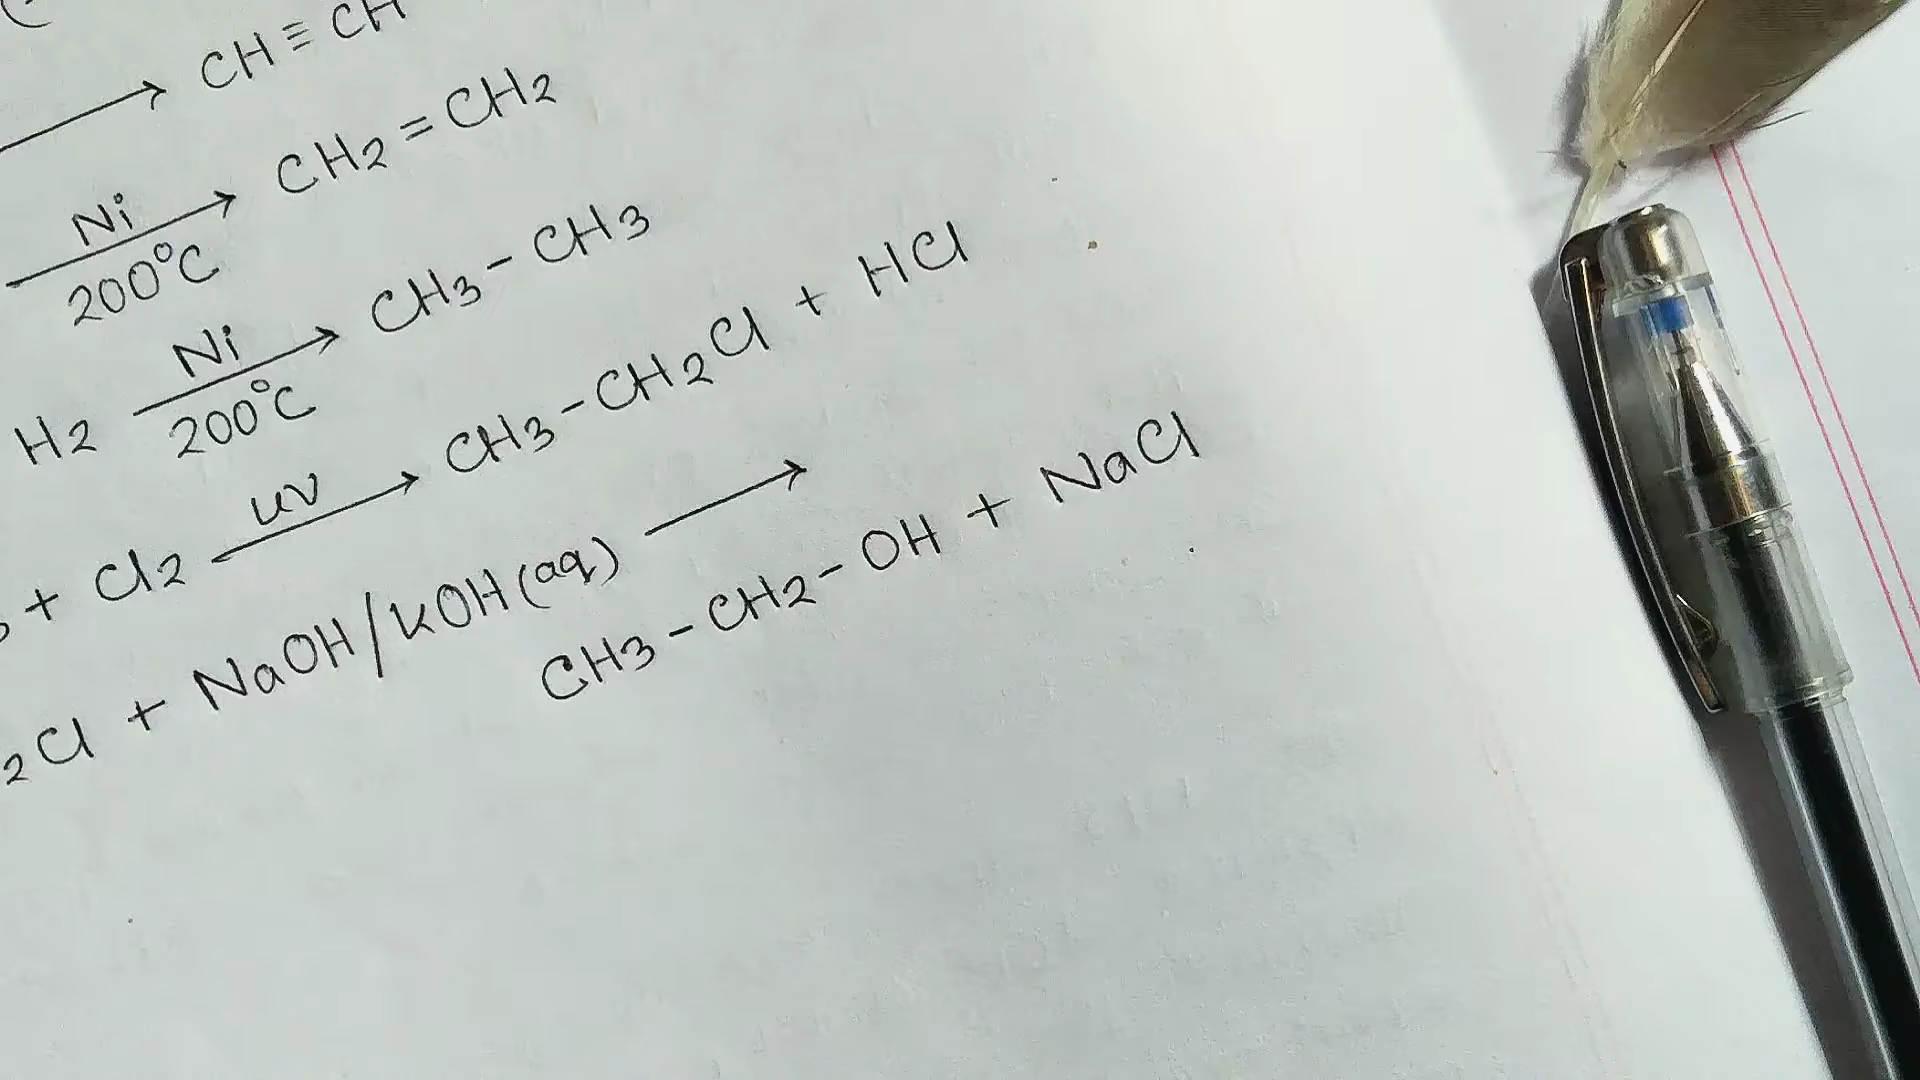 → CH ≡ CH
Ni
→ CH2 = CH2
200°C
Ni
H2 → CH3 - CH3
200°C
uv
+ Cl2 → CH3 - CH2Cl + HCl
2Cl + NaOH/KOH(aq) →
CH3 - CH2 - OH + NaCl